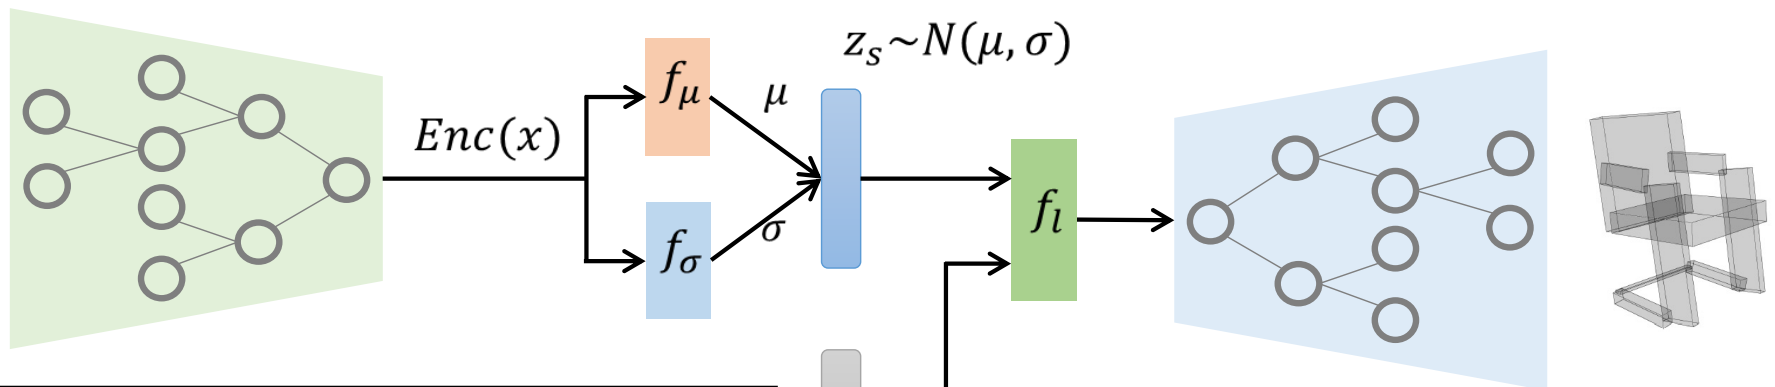 Enc(x)
f_μ
f_σ
μ
σ
z_s~N(μ, σ)
f_l